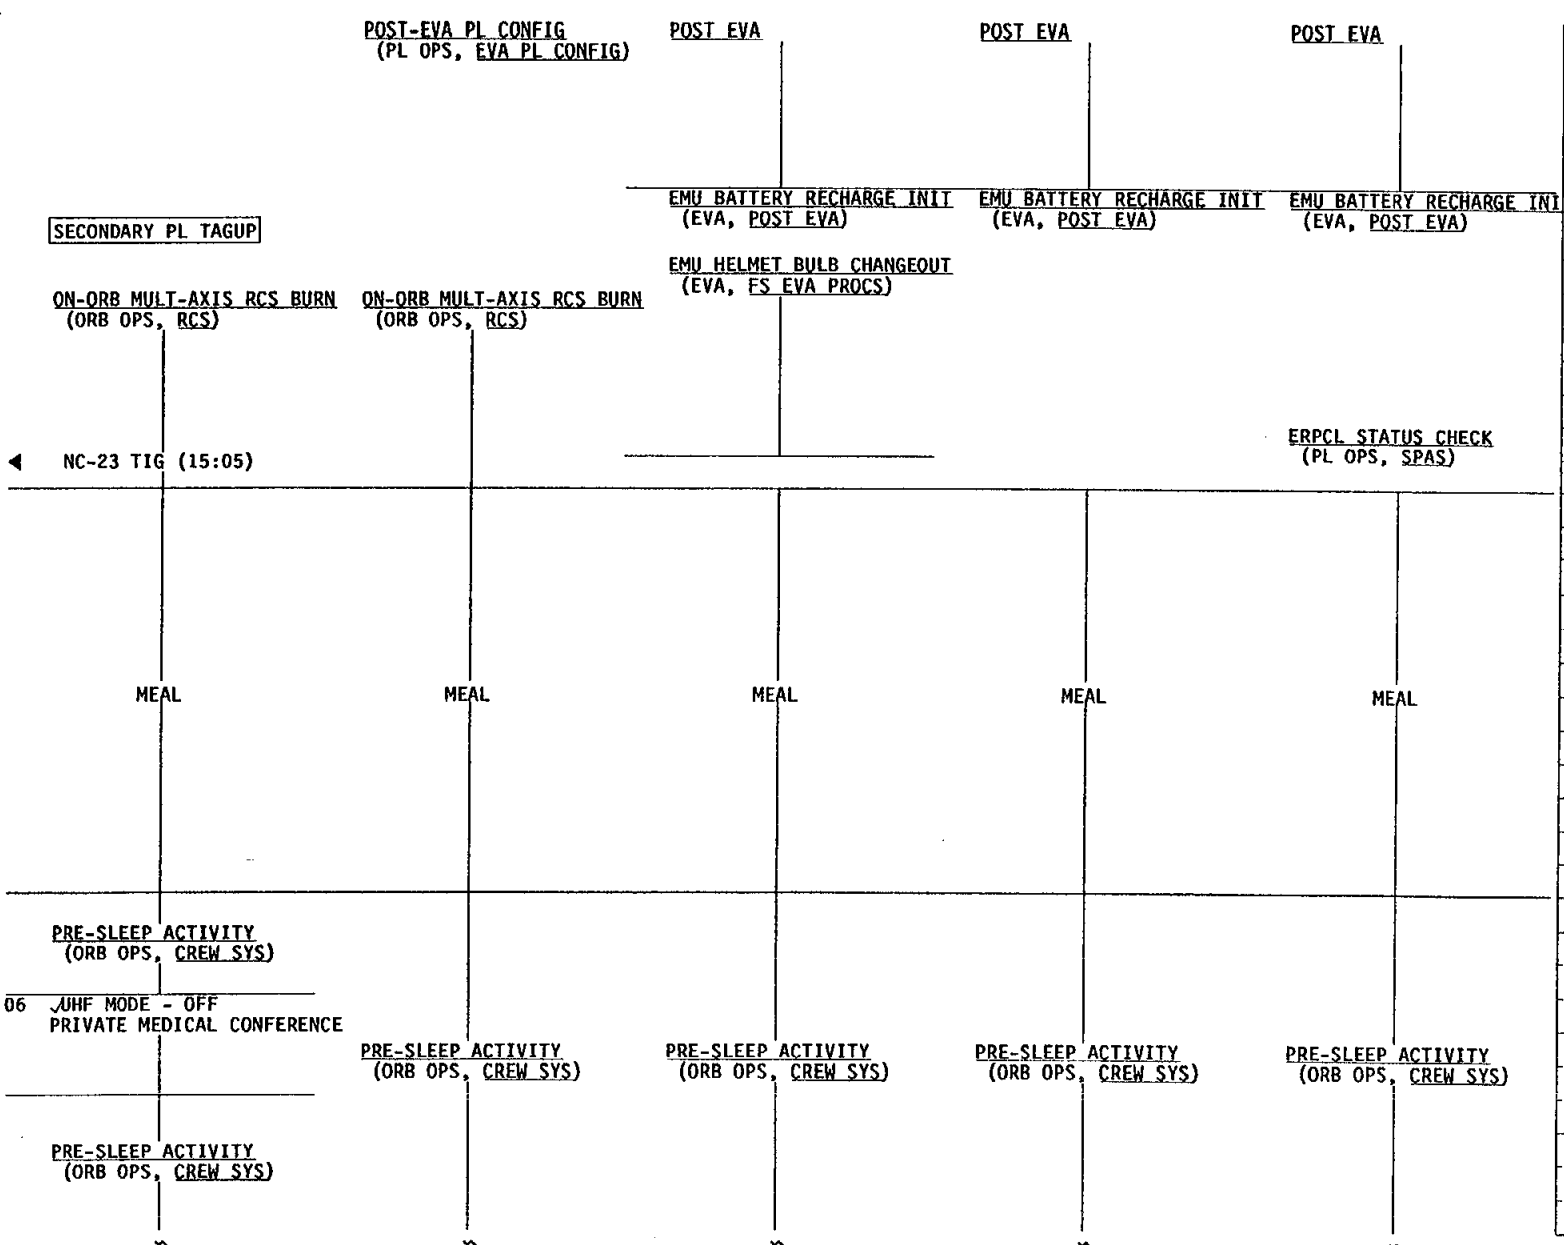 POST-EVA PL CONFIG
(PL OPS, EVA PL CONFIG)
POST EVA
POST EVA
POST EVA
EMU BATTERY RECHARGE INIT
(EVA, POST EVA)
EMU BATTERY RECHARGE INIT
(EVA, POST EVA)
EMU BATTERY RECHARGE INI
(EVA, POST EVA)
SECONDARY PL TAGUP
EMU HELMET BULB CHANGEOUT
(EVA, FS EVA PROCS)
ON-ORB MULT-AXIS RCS BURN
(ORB OPS, RCS)
ON-ORB MULT-AXIS RCS BURN
(ORB OPS, RCS)
ERPCL STATUS CHECK
(PL OPS, SPAS)
◀ NC-23 TIG (15:05)
MEAL
MEAL
MEAL
MEAL
MEAL
PRE-SLEEP ACTIVITY
(ORB OPS, CREW SYS)
06 ✓UHF MODE - OFF
PRIVATE MEDICAL CONFERENCE
PRE-SLEEP ACTIVITY
(ORB OPS, CREW SYS)
PRE-SLEEP ACTIVITY
(ORB OPS, CREW SYS)
PRE-SLEEP ACTIVITY
(ORB OPS, CREW SYS)
PRE-SLEEP ACTIVITY
(ORB OPS, CREW SYS)
PRE-SLEEP ACTIVITY
(ORB OPS, CREW SYS)